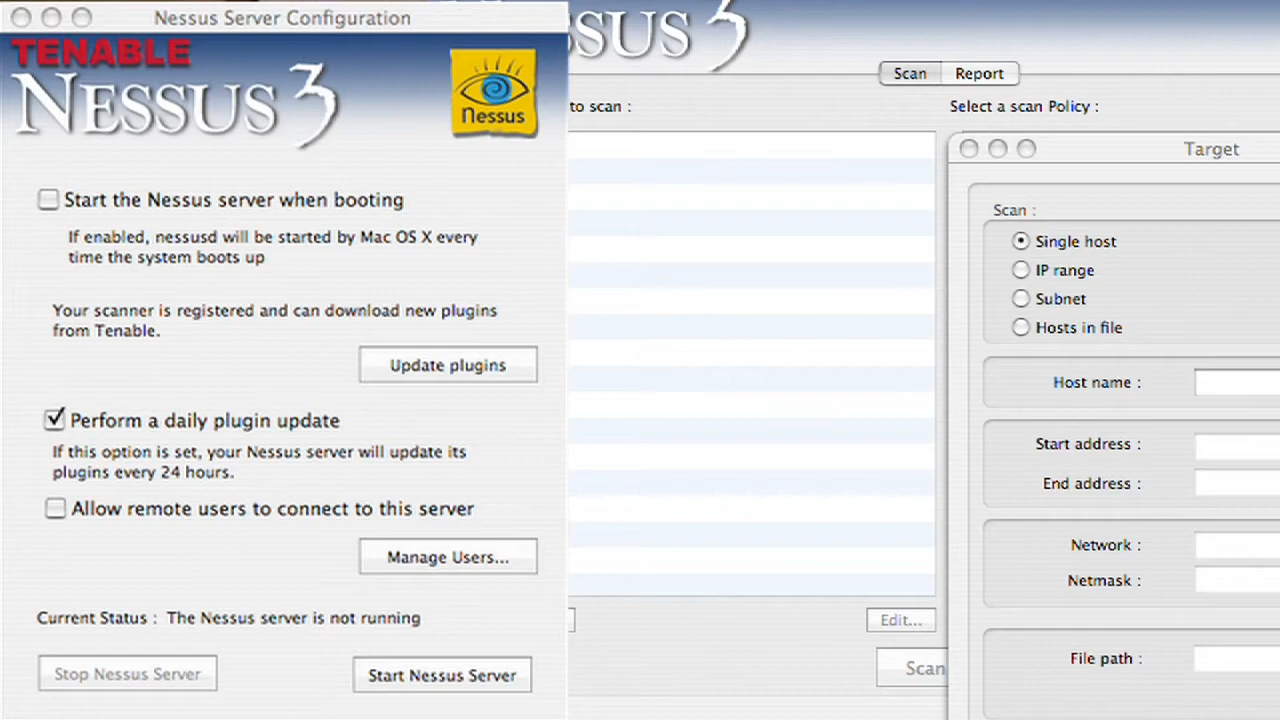 Nessus Server Configuration
TENABLE
NESSUS 3
Nessus
Start the Nessus server when booting
If enabled, nessusd will be started by Mac OS X every
time the system boots up
Your scanner is registered and can download new plugins
from Tenable.
Update plugins
Perform a daily plugin update
If this option is set, your Nessus server will update its
plugins every 24 hours.
Allow remote users to connect to this server
Manage Users...
Current Status : The Nessus server is not running
Stop Nessus Server
Start Nessus Server
SSUS 3
Scan
Report
to scan :
Select a scan Policy :
Edit...
Scan
Target
Scan :
Single host
IP range
Subnet
Hosts in file
Host name :
Start address :
End address :
Network :
Netmask :
File path :